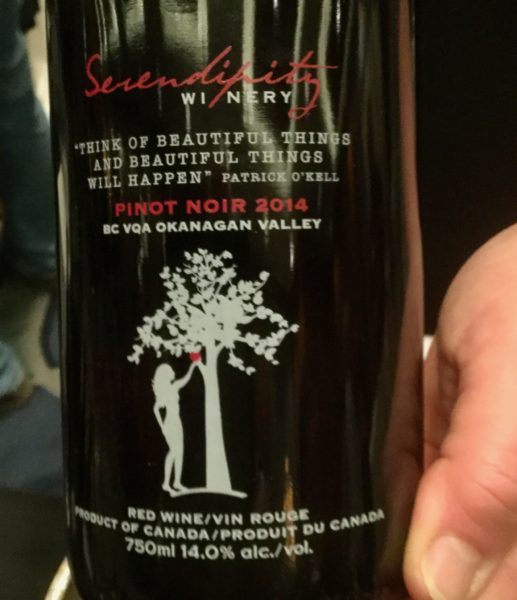 Serendipity
WINERY
"THINK OF BEAUTIFUL THINGS
AND BEAUTIFUL THINGS
WILL HAPPEN" PATRICK O'KELL
PINOT NOIR 2014
BC VQA OKANAGAN VALLEY
RED WINE/VIN ROUGE
PRODUCT OF CANADA/PRODUIT DU CANADA
750ml 14.0% alc./vol.